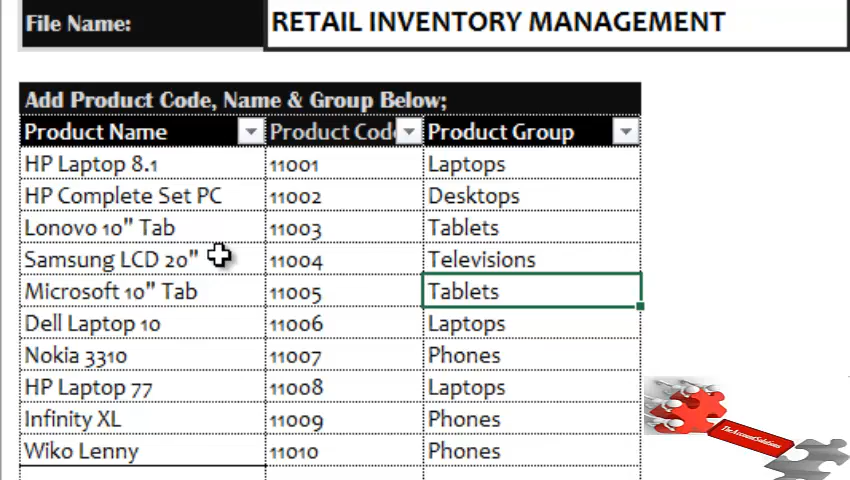 File Name: RETAIL INVENTORY MANAGEMENT
Add Product Code, Name & Group Below;
Product Name Product Cod Product Group
HP Laptop 8.1 11001 Laptops
HP Complete Set PC 11002 Desktops
Lonovo 10" Tab 11003 Tablets
Samsung LCD 20" 11004 Televisions
Microsoft 10" Tab 11005 Tablets
Dell Laptop 10 11006 Laptops
Nokia 3310 11007 Phones
HP Laptop 77 11008 Laptops
Infinity XL 11009 Phones
Wiko Lenny 11010 Phones
TheAccountSolutions